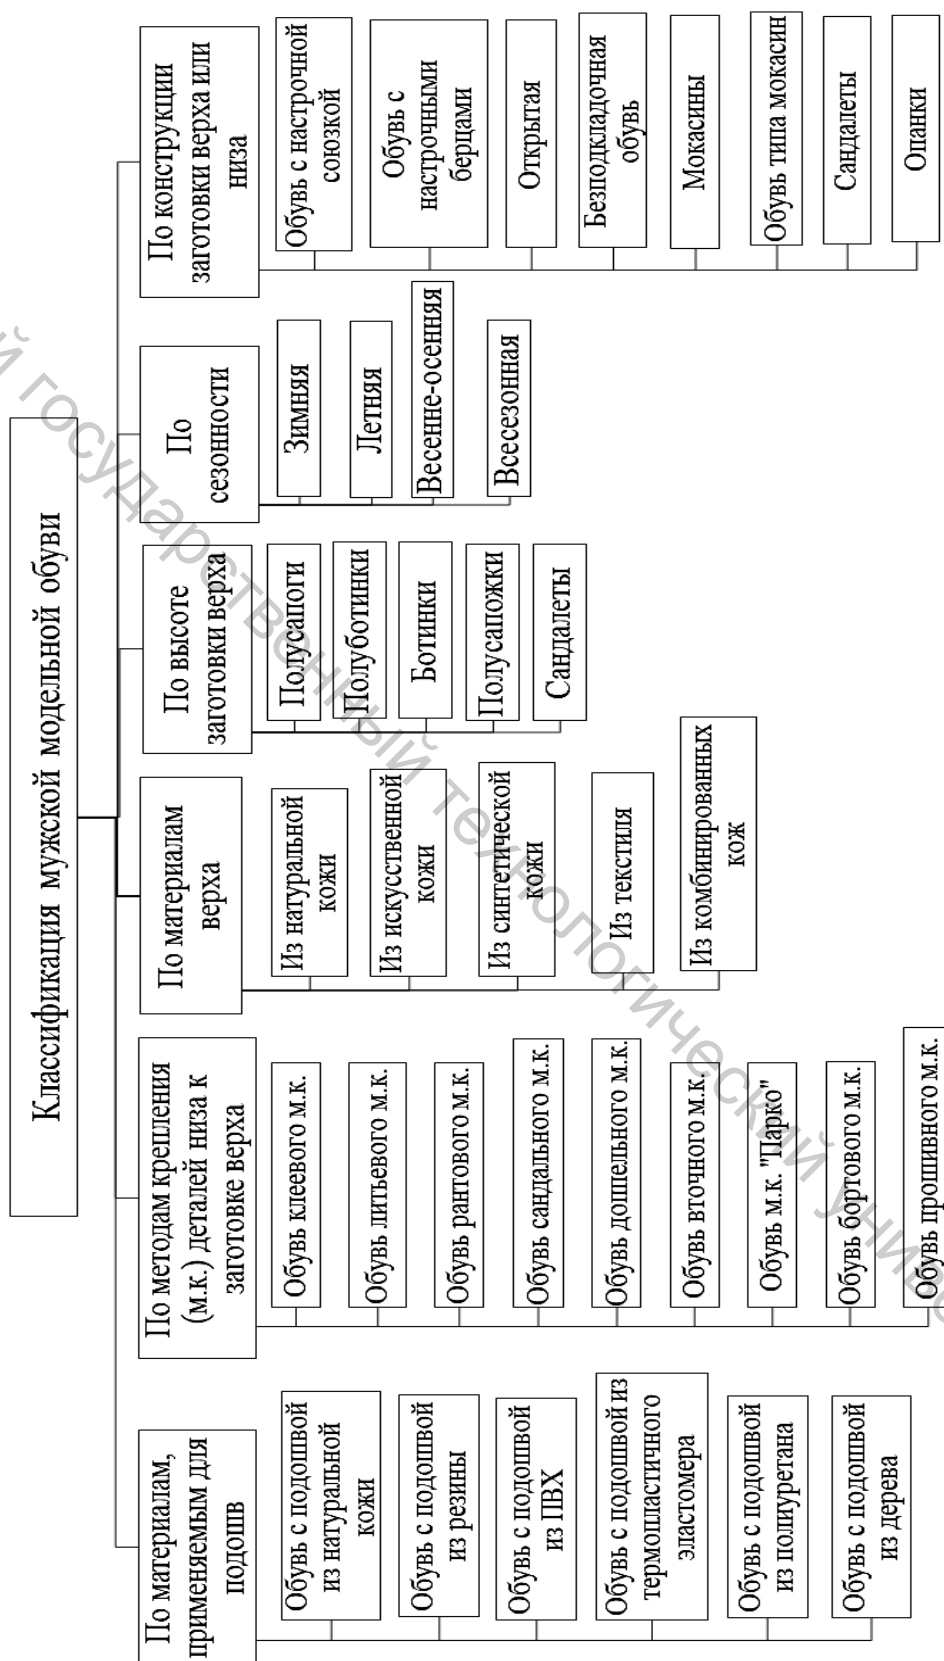 Классификация мужской модельной обуви
По материалам,
применяемым для
подошв
Обувь с подошвой
из натуральной
кожи
Обувь с подошвой
из резины
Обувь с подошвой
из ПВХ
Обувь с подошвой из
термопластичного
эластомера
Обувь с подошвой
из полиуретана
Обувь с подошвой
из дерева
По методам крепления
(м.к.) деталей низа к
заготовке верха
Обувь клеевого м.к.
Обувь литьевого м.к.
Обувь рантового м.к.
Обувь сандального м.к.
Обувь доппельного м.к.
Обувь вточного м.к.
Обувь м.к. "Парко"
Обувь бортового м.к.
Обувь прошивного м.к.
По материалам
верха
Из натуральной
кожи
Из искусственной
кожи
Из синтетической
кожи
Из текстиля
Из комбинированных
кож
По высоте
заготовки верха
Полусапоги
Полуботинки
Ботинки
Полусапожки
Сандалеты
По
сезонности
Зимняя
Летняя
Весенне-осенняя
Всесезонная
По конструкции
заготовки верха или
низа
Обувь с настрочной
союзкой
Обувь с
настрочными
берцами
Открытая
Безподкладочная
обувь
Мокасины
Обувь типа мокасин
Сандалеты
Опанки
государственный технологический